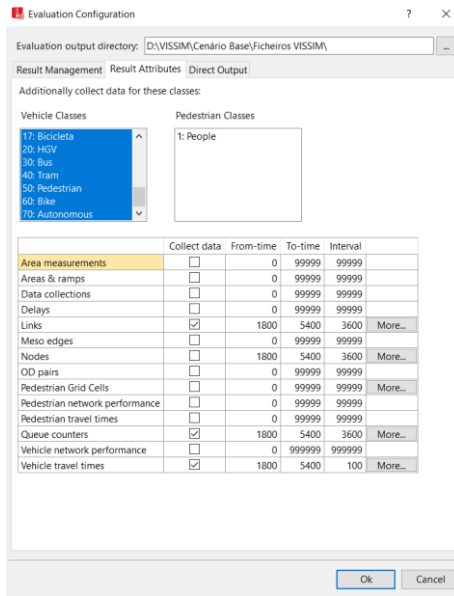 Evaluation Configuration
Evaluation output directory: D:\VISSIM\Cenário Base\Ficheiros VISSIM\ ...
Result Management Result Attributes Direct Output
Additionally collect data for these classes:
Vehicle Classes Pedestrian Classes
17: Bicicleta 1: People
20: HGV
30: Bus
40: Tram
50: Pedestrian
60: Bike
70: Autonomous
Collect data From-time To-time Interval
Area measurements 0 99999 99999
Areas & ramps 0 99999 99999
Data collections 0 99999 99999
Delays 0 99999 99999
Links 1800 5400 3600 More...
Meso edges 0 99999 99999
Nodes 1800 5400 3600 More...
OD pairs 0 99999 99999
Pedestrian Grid Cells 0 99999 99999 More...
Pedestrian network performance 0 99999 99999
Pedestrian travel times 0 99999 99999
Queue counters 1800 5400 3600 More...
Vehicle network performance 0 999999 999999
Vehicle travel times 1800 5400 100 More...
Ok Cancel